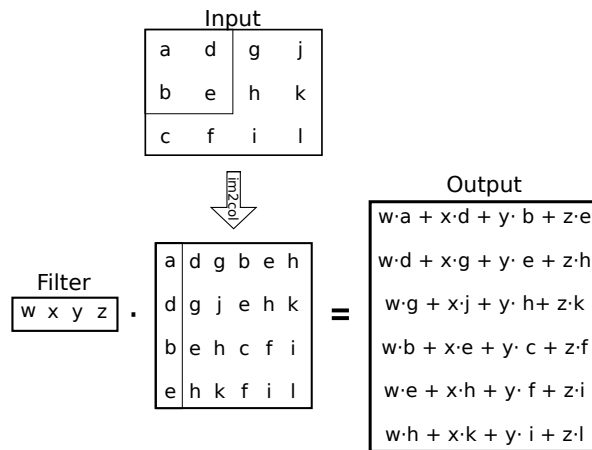 Input
a d g j
b e h k
c f i l
im2col
Output
Filter
w x y z
·
a d g b e h
d g j e h k
b e h c f i
e h k f i l
=
w·a + x·d + y· b + z·e
w·d + x·g + y· e + z·h
w·g + x·j + y· h+ z·k
w·b + x·e + y· c + z·f
w·e + x·h + y· f + z·i
w·h + x·k + y· i + z·l